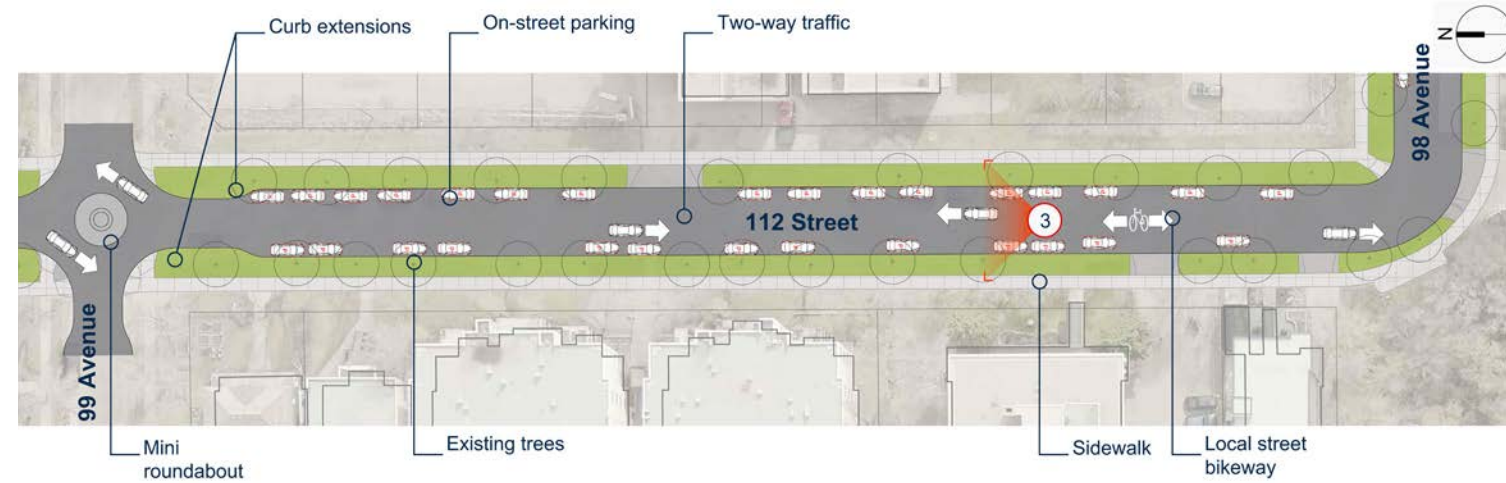 Curb extensions
On-street parking
Two-way traffic
N
98 Avenue
112 Street
3
99 Avenue
Mini
roundabout
Existing trees
Sidewalk
Local street
bikeway